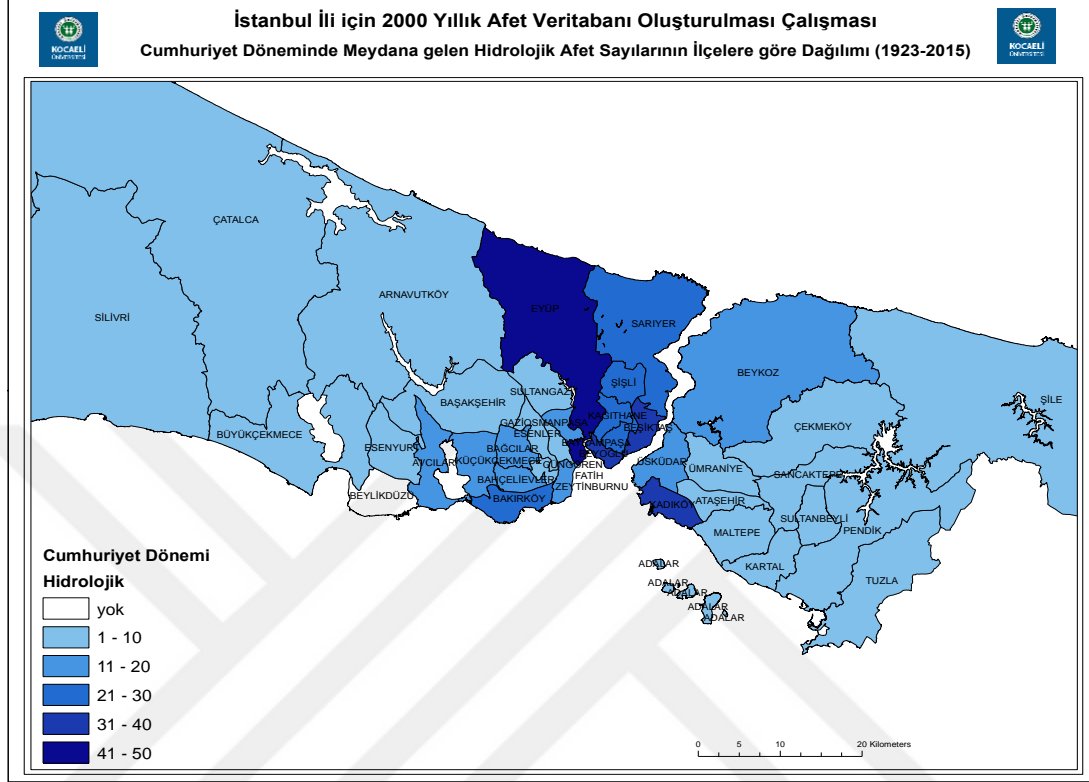 İstanbul İli için 2000 Yıllık Afet Veritabanı Oluşturulması Çalışması
Cumhuriyet Döneminde Meydana gelen Hidrolojik Afet Sayılarının İlçelere göre Dağılımı (1923-2015)
KOCAELİ
ÜNİVERSİTESİ
KOCAELİ
ÜNİVERSİTESİ
ÇATALCA
SİLİVRİ
ARNAVUTKÖY
EYÜP
SARIYER
BEYKOZ
ŞİLE
ŞİŞLİ
SULTANGAZİ
BAŞAKŞEHİR
KAĞITHANE
BEŞİKTAŞ
ÇEKMEKÖY
GAZİOSMANPAŞA
ESENLER
BÜYÜKÇEKMECE
ESENYURT
AVCILAR
KÜÇÜKÇEKMECE
BAĞCILAR
BAYRAMPAŞA
BEYOĞLU
GÜNGÖREN
ÜSKÜDAR
ÜMRANİYE
SANCAKTEPE
BAHÇELİEVLER
FATİH
BEYLİKDÜZÜ
BAKIRKÖY
ZEYTİNBURNU
KADIKÖY
ATAŞEHİR
SULTANBEYLİ
PENDİK
MALTEPE
KARTAL
TUZLA
ADALAR
ADALAR
ADALAR
ADALAR
ADALAR
Cumhuriyet Dönemi
Hidrolojik
yok
1 - 10
11 - 20
21 - 30
31 - 40
41 - 50
0 5 10 20 Kilometers